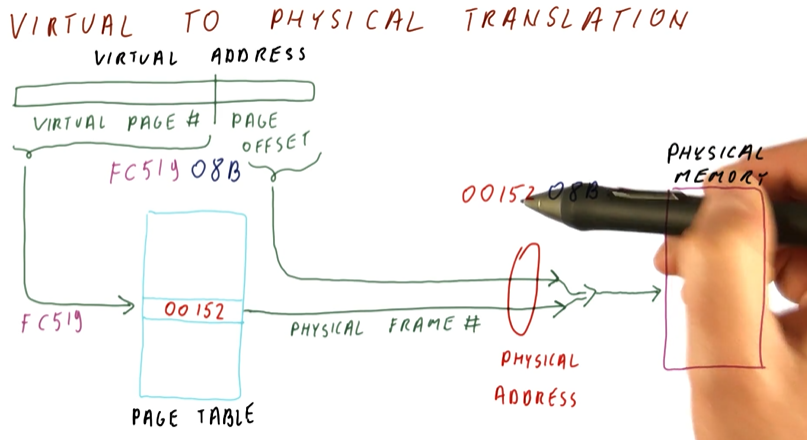 VIRTUAL TO PHYSICAL TRANSLATION
VIRTUAL ADDRESS
VIRTUAL PAGE # PAGE OFFSET
FC519 08B
00152 08B
PHYSICAL MEMORY
FC519
00152
PHYSICAL FRAME #
PHYSICAL ADDRESS
PAGE TABLE